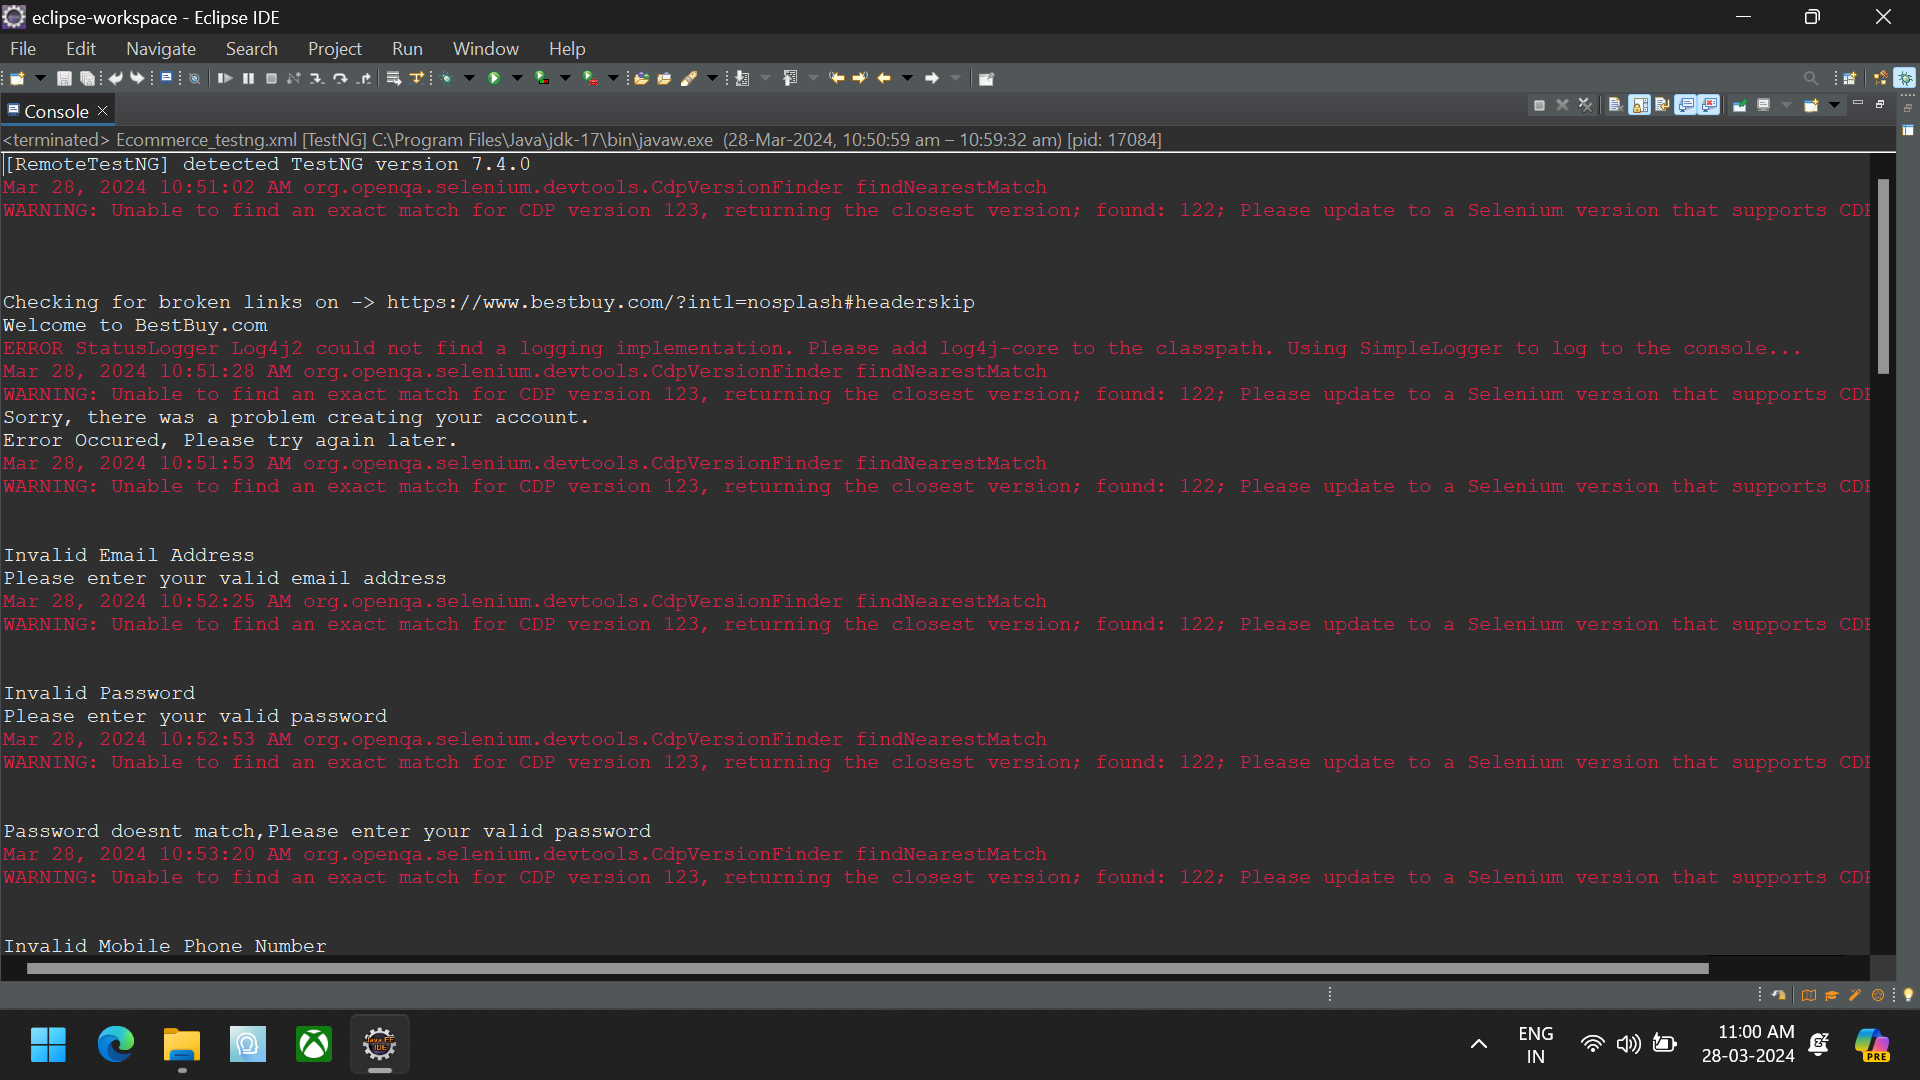 eclipse-workspace - Eclipse IDE
File Edit Navigate Search Project Run Window Help
Console
<terminated> Ecommerce_testng.xml [TestNG] C:\Program Files\Java\jdk-17\bin\javaw.exe (28-Mar-2024, 10:50:59 am – 10:59:32 am) [pid: 17084]
[RemoteTestNG] detected TestNG version 7.4.0
Mar 28, 2024 10:51:02 AM org.openqa.selenium.devtools.CdpVersionFinder findNearestMatch
WARNING: Unable to find an exact match for CDP version 123, returning the closest version; found: 122; Please update to a Selenium version that supports CDP
Checking for broken links on -> https://www.bestbuy.com/?intl=nosplash#headerskip
Welcome to BestBuy.com
ERROR StatusLogger Log4j2 could not find a logging implementation. Please add log4j-core to the classpath. Using SimpleLogger to log to the console...
Mar 28, 2024 10:51:28 AM org.openqa.selenium.devtools.CdpVersionFinder findNearestMatch
WARNING: Unable to find an exact match for CDP version 123, returning the closest version; found: 122; Please update to a Selenium version that supports CDP
Sorry, there was a problem creating your account.
Error Occured, Please try again later.
Mar 28, 2024 10:51:53 AM org.openqa.selenium.devtools.CdpVersionFinder findNearestMatch
WARNING: Unable to find an exact match for CDP version 123, returning the closest version; found: 122; Please update to a Selenium version that supports CDP
Invalid Email Address
Please enter your valid email address
Mar 28, 2024 10:52:25 AM org.openqa.selenium.devtools.CdpVersionFinder findNearestMatch
WARNING: Unable to find an exact match for CDP version 123, returning the closest version; found: 122; Please update to a Selenium version that supports CDP
Invalid Password
Please enter your valid password
Mar 28, 2024 10:52:53 AM org.openqa.selenium.devtools.CdpVersionFinder findNearestMatch
WARNING: Unable to find an exact match for CDP version 123, returning the closest version; found: 122; Please update to a Selenium version that supports CDP
Password doesnt match,Please enter your valid password
Mar 28, 2024 10:53:20 AM org.openqa.selenium.devtools.CdpVersionFinder findNearestMatch
WARNING: Unable to find an exact match for CDP version 123, returning the closest version; found: 122; Please update to a Selenium version that supports CDP
Invalid Mobile Phone Number
Java EE
IDE
ENG
IN
11:00 AM
28-03-2024
PRE